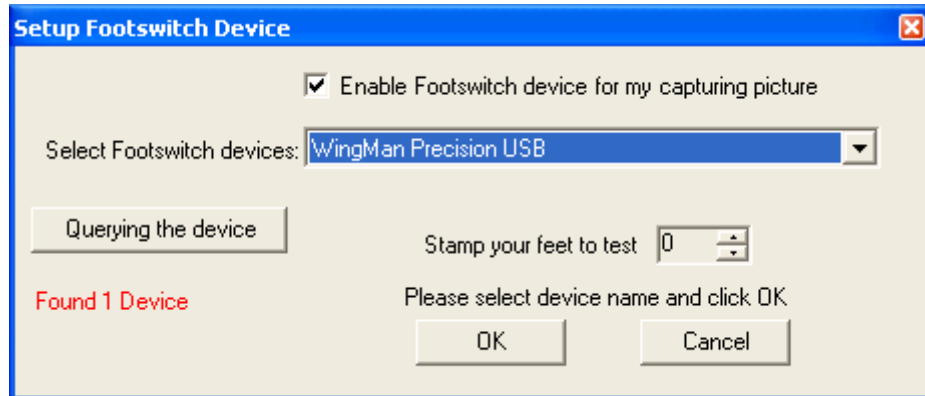 Setup Footswitch Device
Enable Footswitch device for my capturing picture
Select Footswitch devices: WingMan Precision USB
Querying the device
Stamp your feet to test 0
Found 1 Device
Please select device name and click OK
OK Cancel